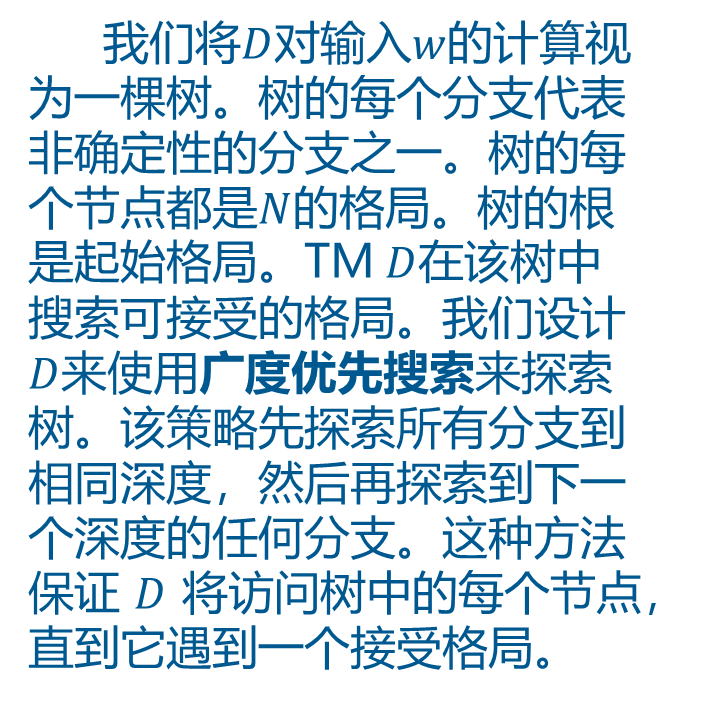 我们将D对输入w的计算视
为一棵树。树的每个分支代表
非确定性的分支之一。树的每
个节点都是N的格局。树的根
是起始格局。TM D在该树中
搜索可接受的格局。我们设计
D来使用广度优先搜索来探索
树。该策略先探索所有分支到
相同深度，然后再探索到下一
个深度的任何分支。这种方法
保证 D 将访问树中的每个节点，
直到它遇到一个接受格局。